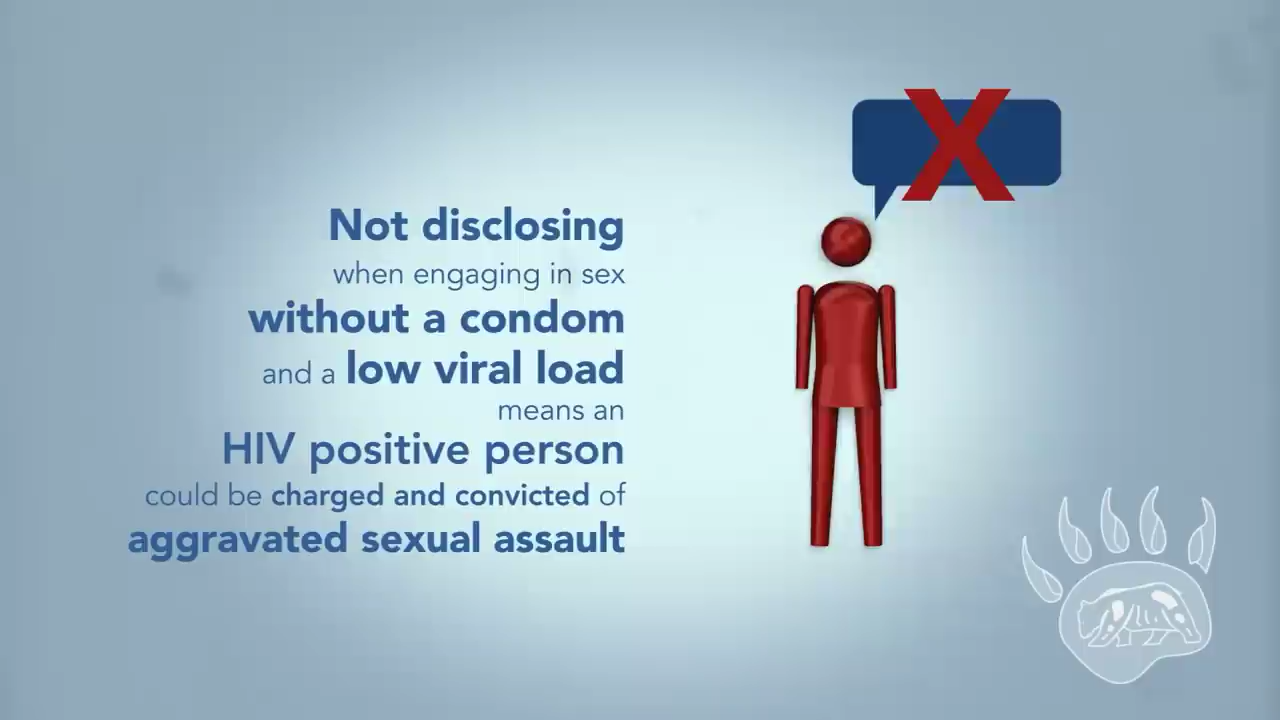 Not disclosing
when engaging in sex
without a condom
and a low viral load
means an
HIV positive person
could be charged and convicted of
aggravated sexual assault
X